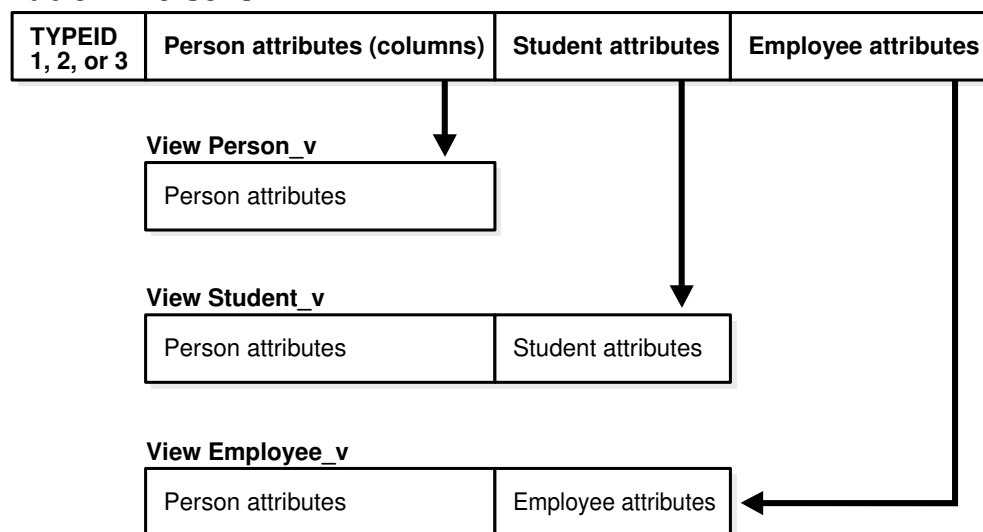 TYPEID
1, 2, or 3
Person attributes (columns)
Student attributes
Employee attributes
View Person_v
Person attributes
View Student_v
Person attributes
Student attributes
View Employee_v
Person attributes
Employee attributes